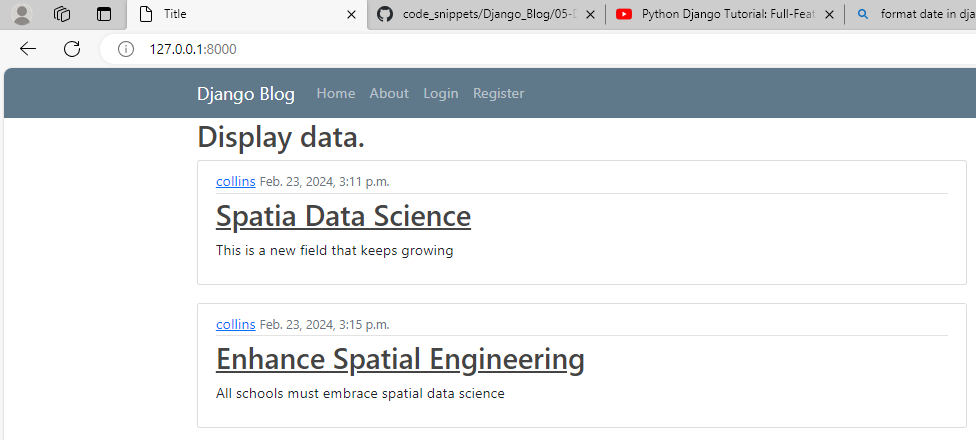 Title
code_snippets/Django_Blog/05-D
Python Django Tutorial: Full-Feat
format date in dja
127.0.0.1:8000
Django Blog Home About Login Register
Display data.
collins Feb. 23, 2024, 3:11 p.m.
Spatia Data Science
This is a new field that keeps growing
collins Feb. 23, 2024, 3:15 p.m.
Enhance Spatial Engineering
All schools must embrace spatial data science